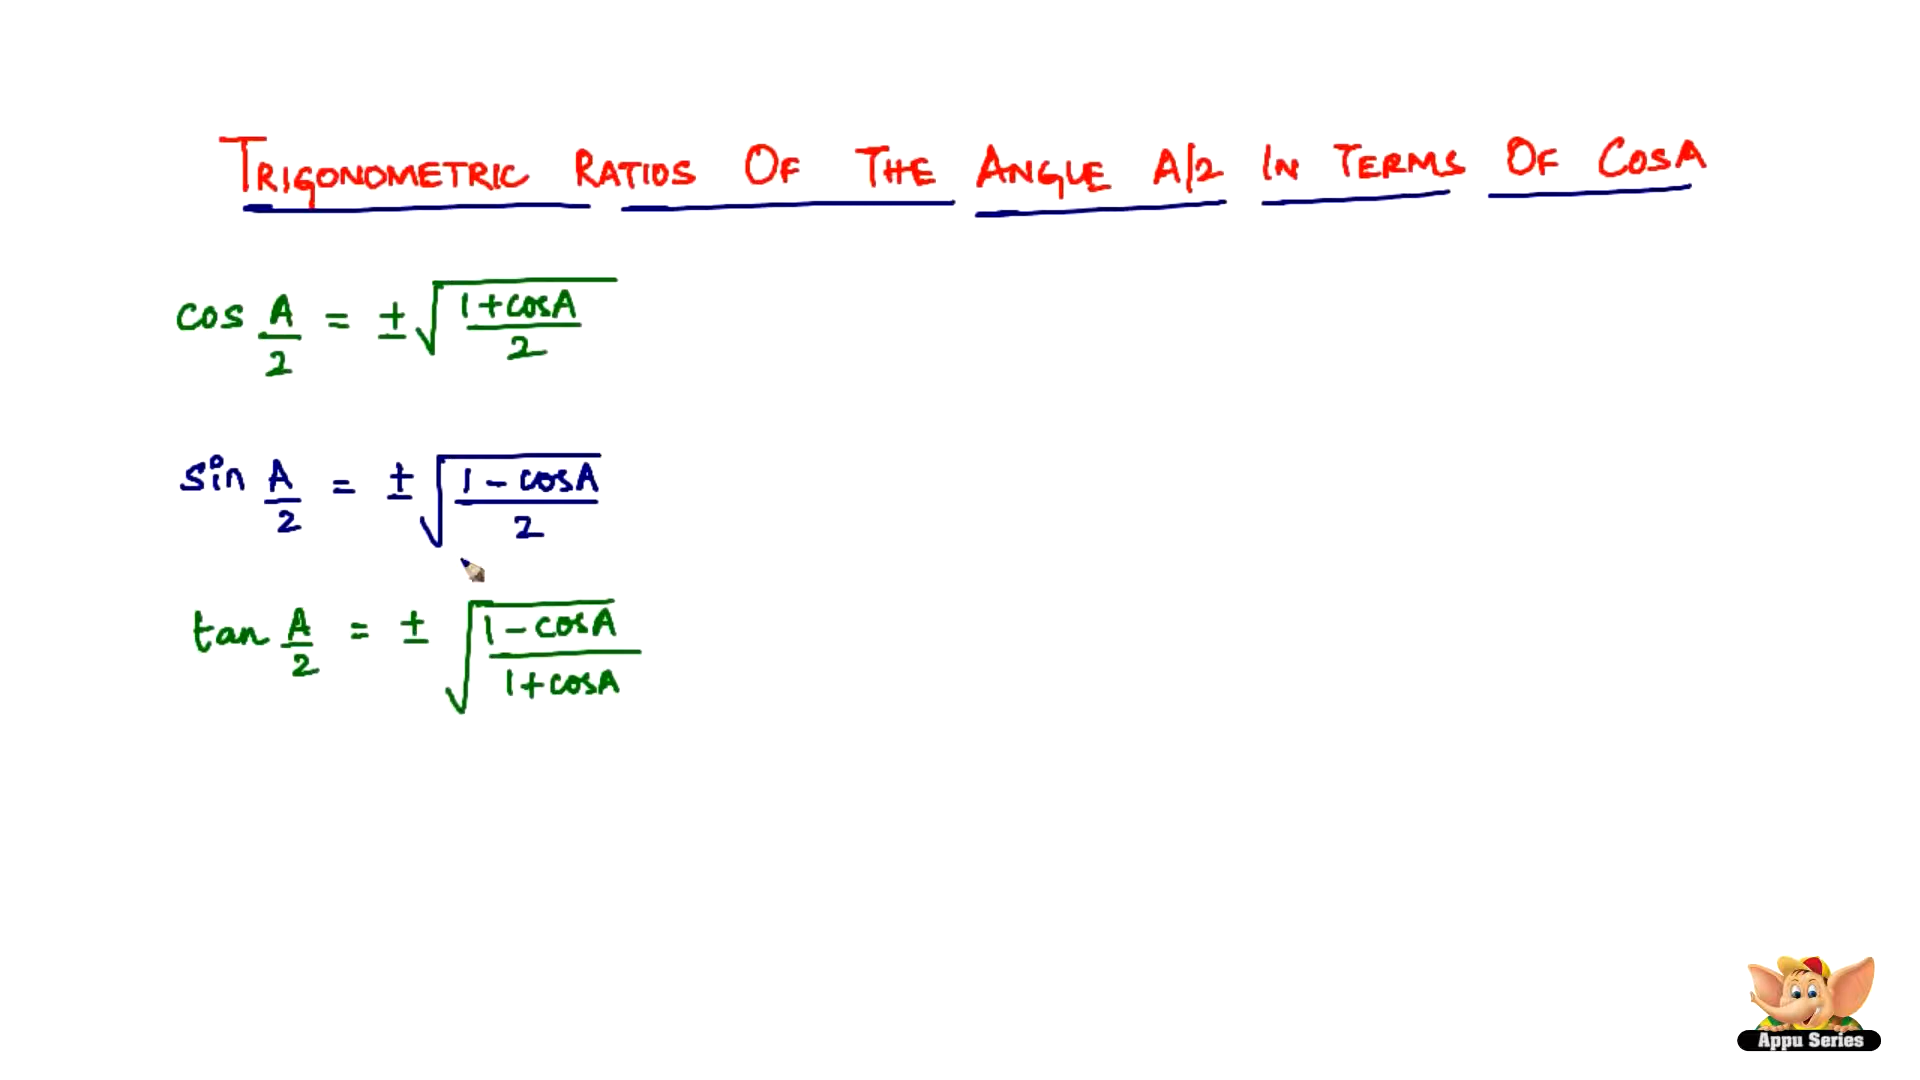 TRIGONOMETRIC RATIOS OF THE ANGLE A/2 IN TERMS OF COSA
cos A/2 = ±√((1+cosA)/2)
sin A/2 = ±√((1-cosA)/2)
tan A/2 = ±√((1-cosA)/(1+cosA))
Appu Series